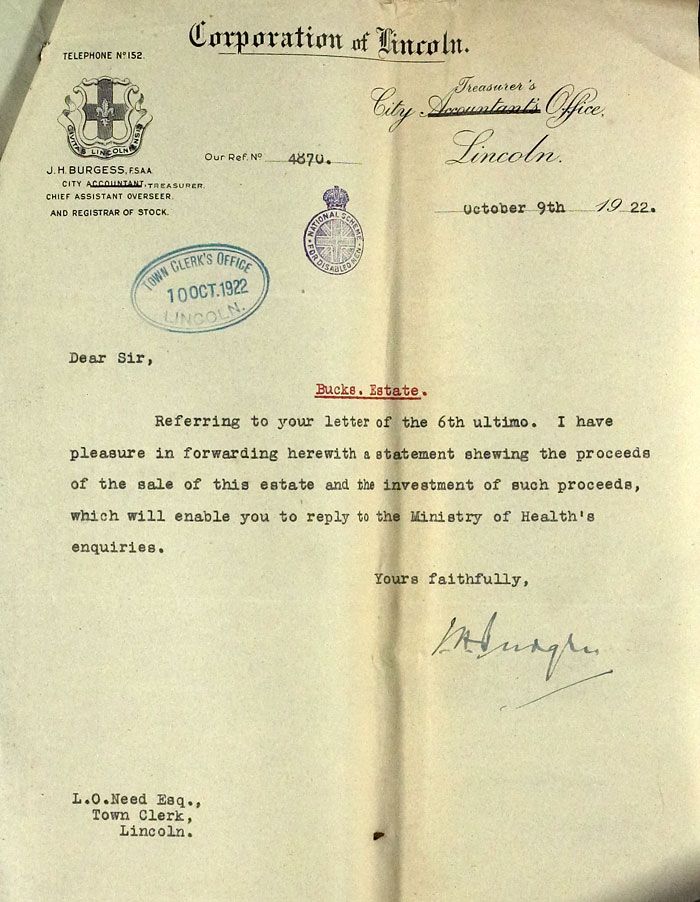 Corporation of Lincoln.
TELEPHONE Nº 152.
CIVITAS LINCOLNENSIS
J. H. BURGESS, F.S.A.A.
CITY ACCOUNTANT, TREASURER.
CHIEF ASSISTANT OVERSEER.
AND REGISTRAR OF STOCK.
Our Ref. Nº 4870.
Treasurer's
City Accountant's Office,
Lincoln.
October 9th 1922.
NATIONAL SCHEME
FOR DISABLED MEN
TOWN CLERK'S OFFICE
10 OCT. 1922
LINCOLN.
Dear Sir,
Bucks. Estate.
Referring to your letter of the 6th ultimo. I have
pleasure in forwarding herewith a statement shewing the proceeds
of the sale of this estate and the investment of such proceeds,
which will enable you to reply to the Ministry of Health's
enquiries.
Yours faithfully,
J H Burgess
L.O.Need Esq.,
Town Clerk,
Lincoln.